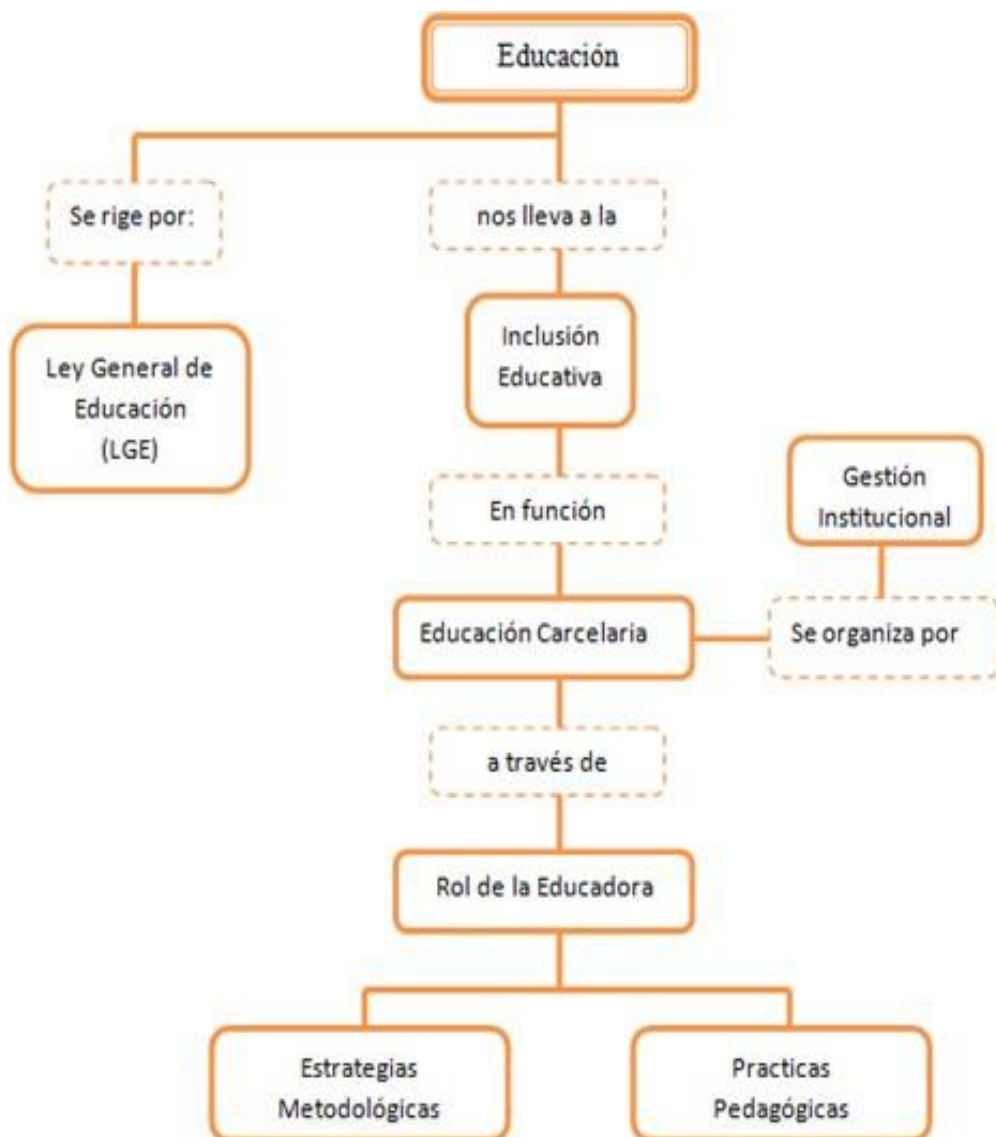 Educación
Se rige por:
nos lleva a la
Ley General de
Educación
(LGE)
Inclusión
Educativa
En función
Gestión
Institucional
Educación Carcelaria
Se organiza por
a través de
Rol de la Educadora
Estrategias
Metodológicas
Practicas
Pedagógicas